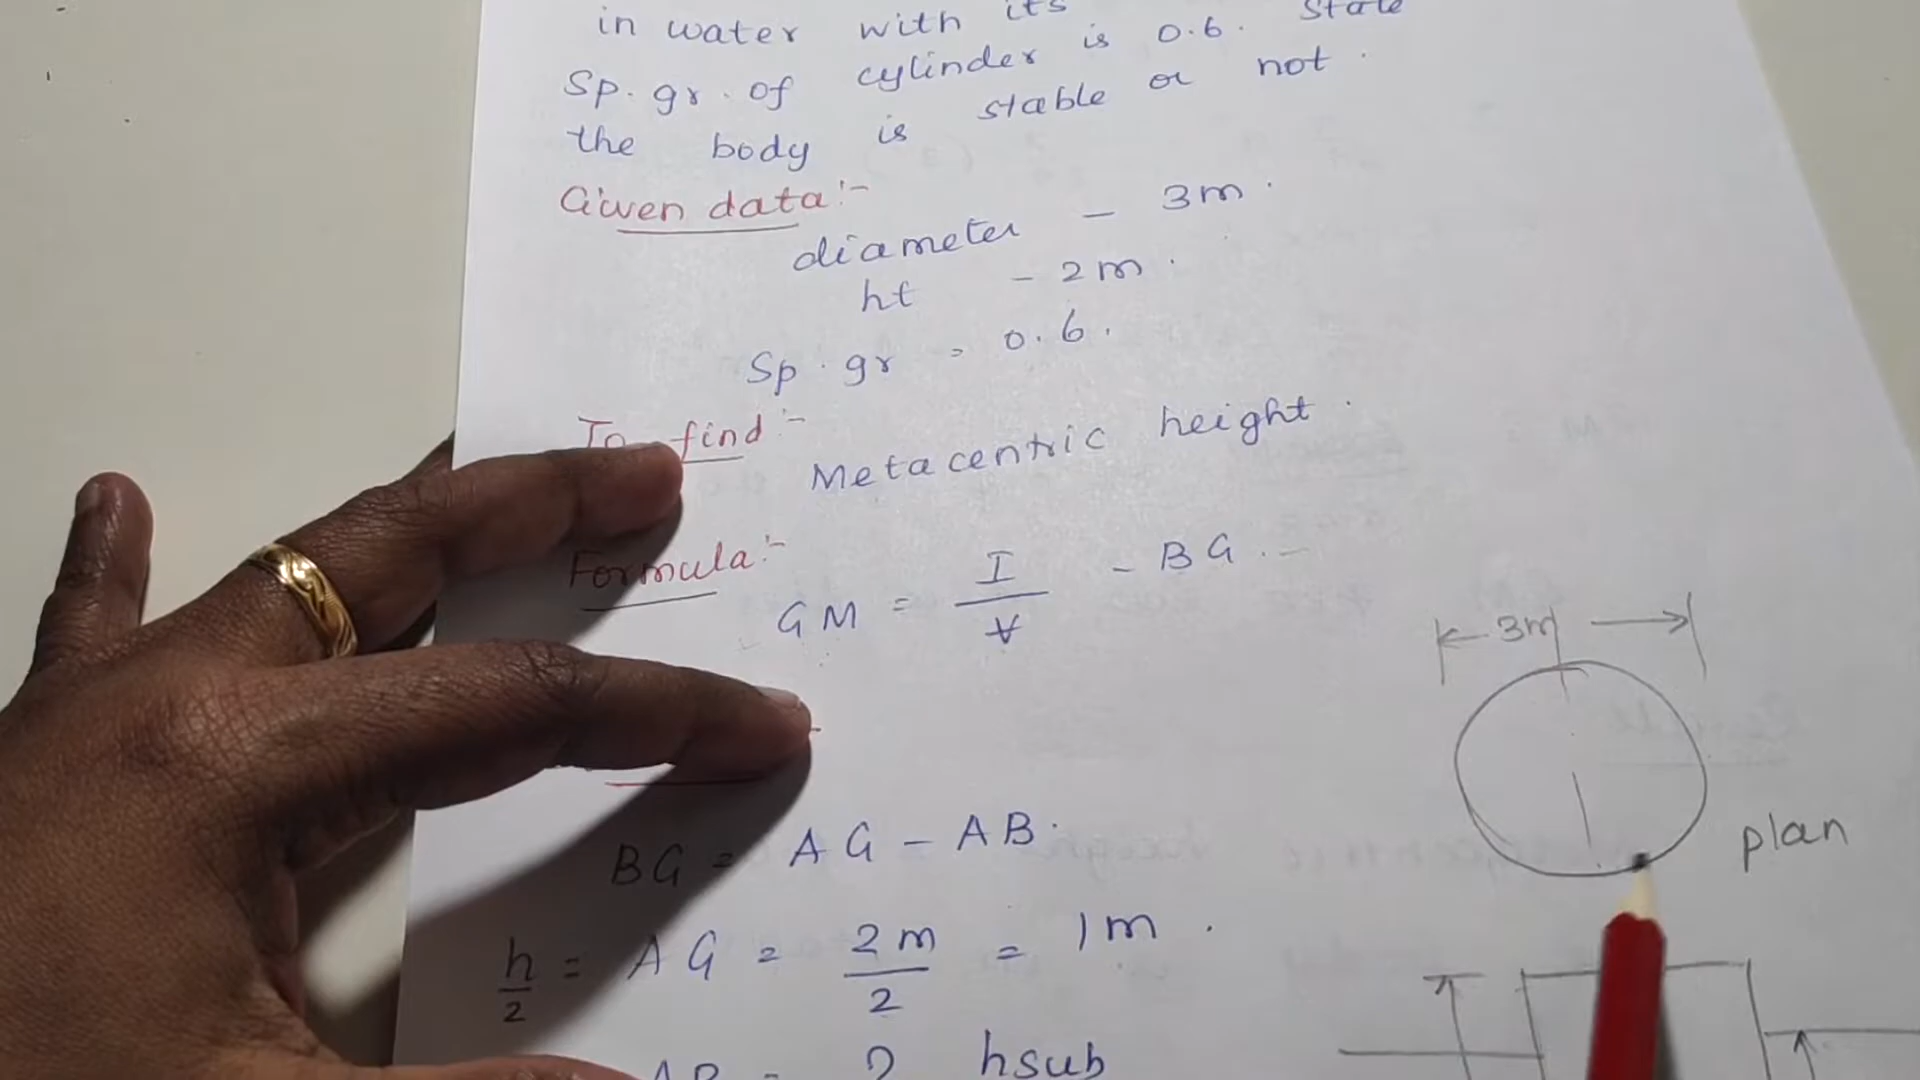 in water with its
Sp. gr. of cylinder is 0.6. State
the body is stable or not.
Given data:-
diameter - 3m.
ht - 2m.
Sp. gr = 0.6.
To find:-
Metacentric height.
Formula:-
GM = I/V - BG.
3m
plan
BG = AG - AB.
h/2 = AG = 2m/2 = 1m.
AB = ? hsub